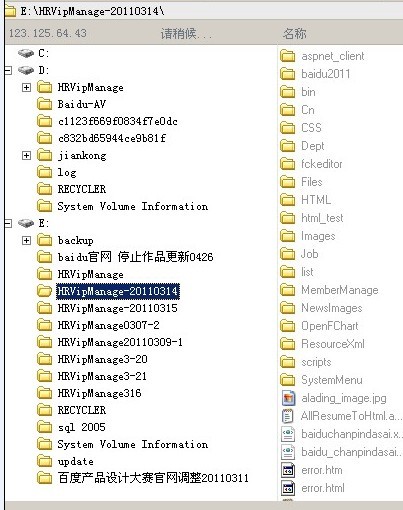 E:\HRVipManage-20110314\
123.125.64.43 请稍候...
C:
D:
HRVipManage
Baidu-AV
c1123f669f0834f7e0dc
c832bd65944ce9b81f
jiankong
log
RECYCLER
System Volume Information
E:
backup
baidu官网 停止作品更新0426
HRVipManage
HRVipManage-20110314
HRVipManage-20110315
HRVipManage0307-2
HRVipManage20110309-1
HRVipManage3-20
HRVipManage3-21
HRVipManage316
RECYCLER
sql 2005
System Volume Information
update
百度产品设计大赛官网调整20110311
名称
aspnet_client
baidu2011
bin
Cn
CSS
Dept
fckeditor
Files
HTML
html_test
Images
Job
list
MemberManage
NewsImages
OpenFChart
ResourceXml
scripts
SystemMenu
alading_image.jpg
AllResumeToHtml.a...
baiduchanpindasai.x...
baidu_chanpindasai...
error.htm
error.html